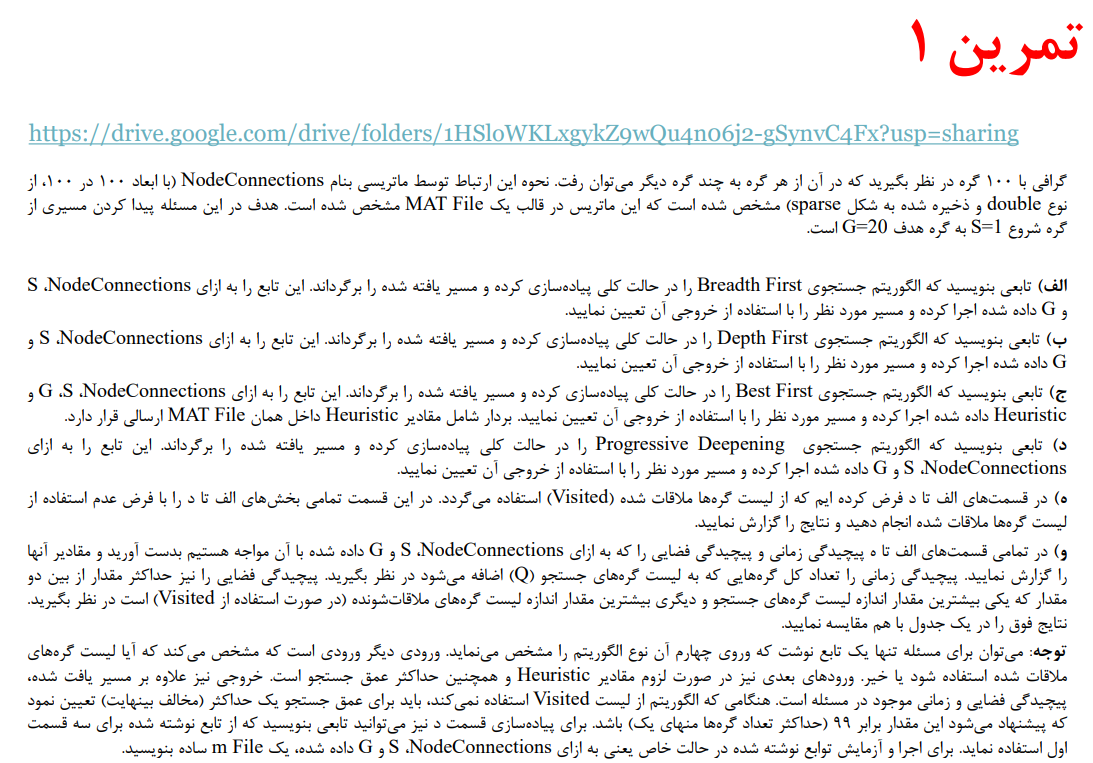 تمرین ۱
https://drive.google.com/drive/folders/1HSloWKLxgykZ9wQu4n06j2-gSynvC4Fx?usp=sharing
گرافی با ۱۰۰ گره در نظر بگیرید که در آن از هر گره به چند گره دیگر می‌توان رفت. نحوه این ارتباط توسط ماتریسی بنام NodeConnections (با ابعاد ۱۰۰ در ۱۰۰، از
نوع double و ذخیره شده به شکل sparse) مشخص شده است که این ماتریس در قالب یک MAT File مشخص شده است. هدف در این مسئله پیدا کردن مسیری از
گره شروع S=1 به گره هدف G=20 است.
الف) تابعی بنویسید که الگوریتم جستجوی Breadth First را در حالت کلی پیاده‌سازی کرده و مسیر یافته شده را برگرداند. این تابع را به ازای NodeConnections، S
و G داده شده اجرا کرده و مسیر مورد نظر را با استفاده از خروجی آن تعیین نمایید.
ب) تابعی بنویسید که الگوریتم جستجوی Depth First را در حالت کلی پیاده‌سازی کرده و مسیر یافته شده را برگرداند. این تابع را به ازای NodeConnections، S و
G داده شده اجرا کرده و مسیر مورد نظر را با استفاده از خروجی آن تعیین نمایید.
ج) تابعی بنویسید که الگوریتم جستجوی Best First را در حالت کلی پیاده‌سازی کرده و مسیر یافته شده را برگرداند. این تابع را به ازای NodeConnections، S، G و
Heuristic داده شده اجرا کرده و مسیر مورد نظر را با استفاده از خروجی آن تعیین نمایید. بردار شامل مقادیر Heuristic داخل همان MAT File ارسالی قرار دارد.
د) تابعی بنویسید که الگوریتم جستجوی Progressive Deepening را در حالت کلی پیاده‌سازی کرده و مسیر یافته شده را برگرداند. این تابع را به ازای
NodeConnections، S و G داده شده اجرا کرده و مسیر مورد نظر را با استفاده از خروجی آن تعیین نمایید.
ه) در قسمت‌های الف تا د فرض کرده ایم که از لیست گره‌ها ملاقات شده (Visited) استفاده می‌گردد. در این قسمت تمامی بخش‌های الف تا د را با فرض عدم استفاده از
لیست گره‌ها ملاقات شده انجام دهید و نتایج را گزارش نمایید.
و) در تمامی قسمت‌های الف تا ه پیچیدگی زمانی و پیچیدگی فضایی را که به ازای NodeConnections، S و G داده شده با آن مواجه هستیم بدست آورید و مقادیر آنها
را گزارش نمایید. پیچیدگی زمانی را تعداد کل گره‌هایی که به لیست گره‌های جستجو (Q) اضافه می‌شود در نظر بگیرید. پیچیدگی فضایی را نیز حداکثر مقدار از بین دو
مقدار که یکی بیشترین مقدار اندازه لیست گره‌های جستجو و دیگری بیشترین مقدار اندازه لیست گره‌های ملاقات‌شونده (در صورت استفاده از Visited) است در نظر بگیرید.
نتایج فوق را در یک جدول با هم مقایسه نمایید.
توجه: می‌توان برای مسئله تنها یک تابع نوشت که وروی چهارم آن نوع الگوریتم را مشخص می‌نماید. ورودی دیگر ورودی است که مشخص می‌کند که آیا لیست گره‌های
ملاقات شده استفاده شود یا خیر. ورودهای بعدی نیز در صورت لزوم مقادیر Heuristic و همچنین حداکثر عمق جستجو است. خروجی نیز علاوه بر مسیر یافت شده،
پیچیدگی فضایی و زمانی موجود در مسئله است. هنگامی که الگوریتم از لیست Visited استفاده نمی‌کند، باید برای عمق جستجو یک حداکثر (مخالف بینهایت) تعیین نمود
که پیشنهاد می‌شود این مقدار برابر ۹۹ (حداکثر تعداد گره‌ها منهای یک) باشد. برای پیاده‌سازی قسمت د نیز می‌توانید تابعی بنویسید که از تابع نوشته شده برای سه قسمت
اول استفاده نماید. برای اجرا و آزمایش توابع نوشته شده در حالت خاص یعنی به ازای NodeConnections، S و G داده شده، یک m File ساده بنویسید.